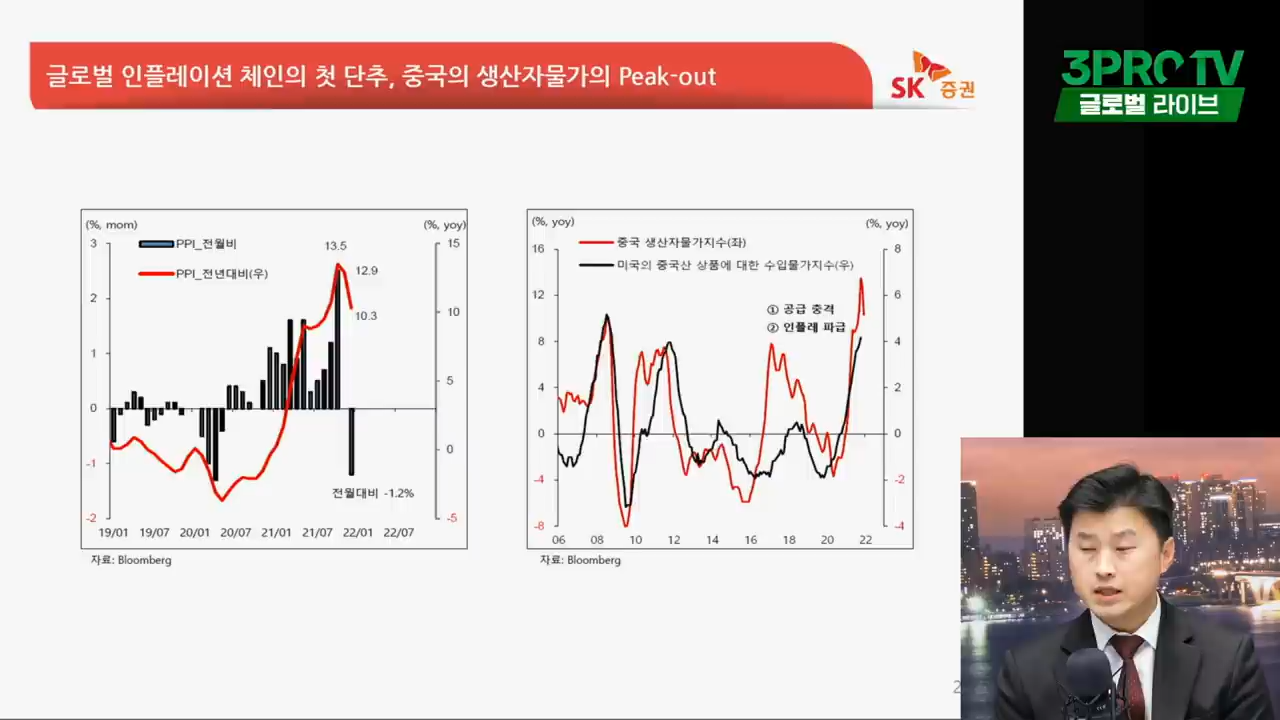 글로벌 인플레이션 체인의 첫 단추, 중국의 생산자물가의 Peak-out
SK 증권
3PRO TV
글로벌 라이브
(%, mom)
(%, yoy)
PPI_전월비
PPI_전년대비(우)
13.5
12.9
10.3
전월대비 -1.2%
3
2
1
0
-1
-2
15
10
5
0
-5
19/01 19/07 20/01 20/07 21/01 21/07 22/01 22/07
자료: Bloomberg
(%, yoy)
(%, yoy)
중국 생산자물가지수(좌)
미국의 중국산 상품에 대한 수입물가지수(우)
① 공급 충격
② 인플레 파급
16
12
8
4
0
-4
-8
8
6
4
2
0
-2
-4
06 08 10 12 14 16 18 20 22
자료: Bloomberg
2